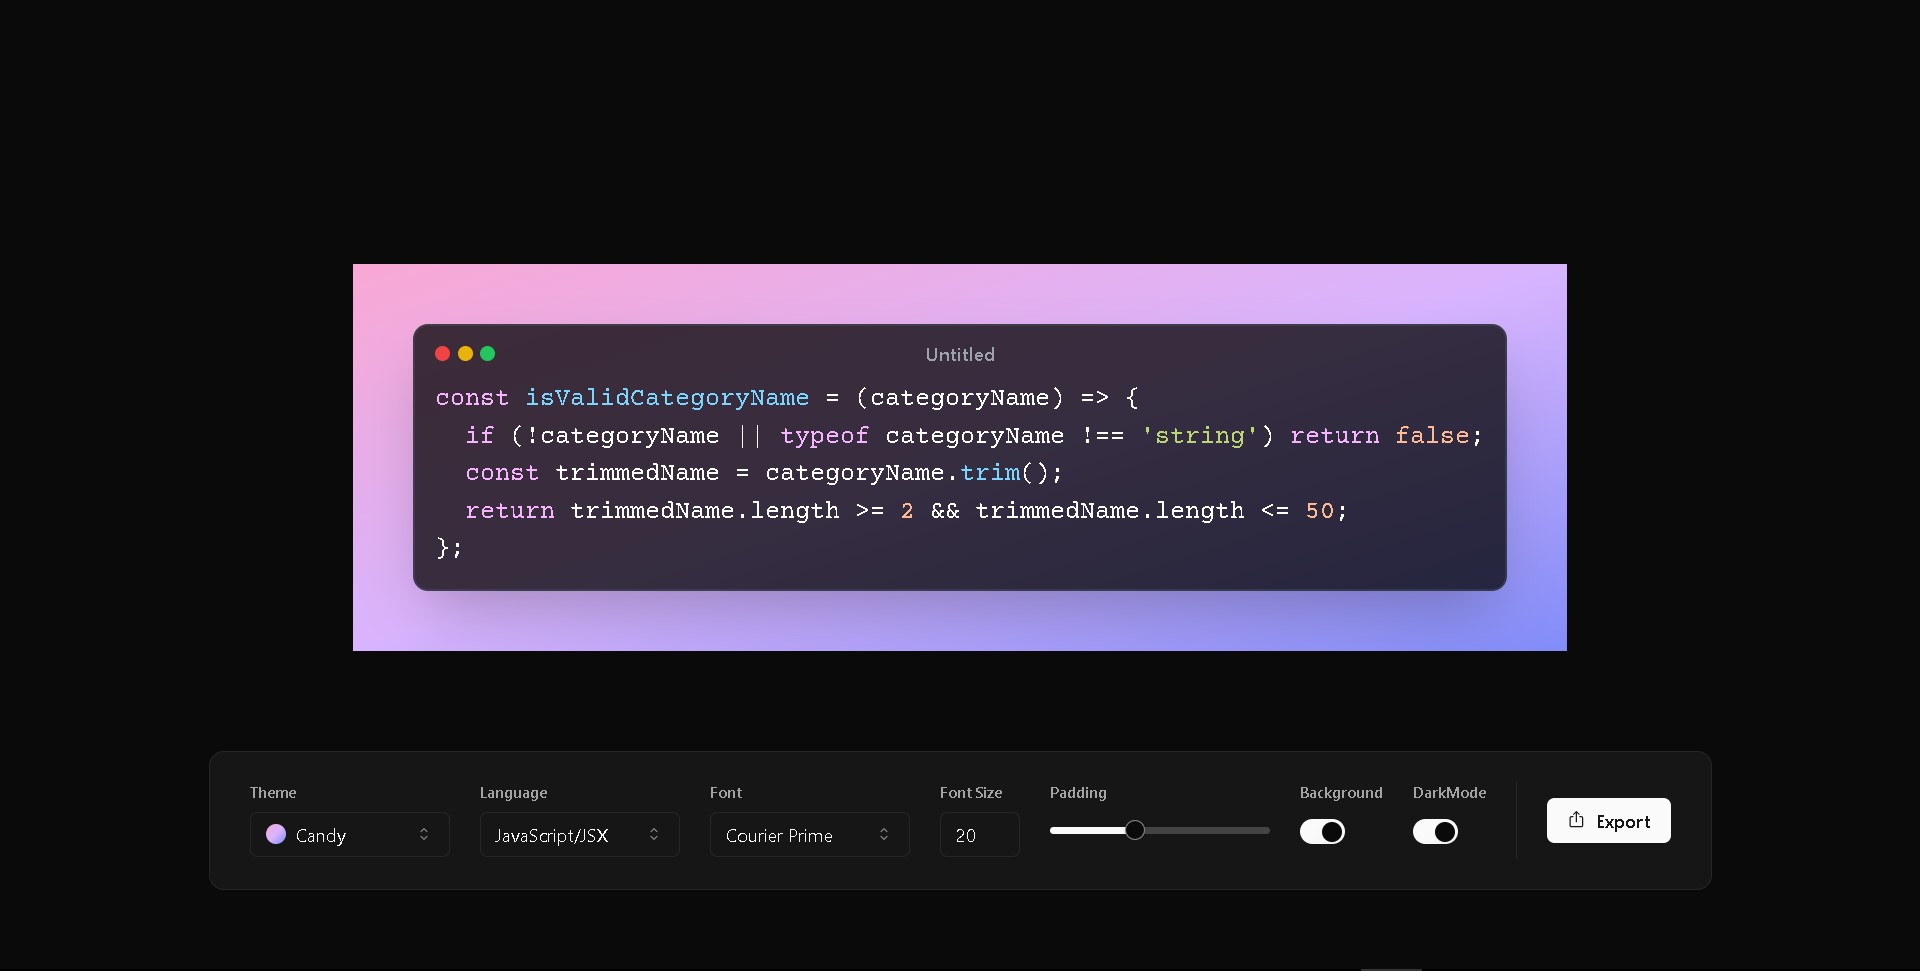 Untitled
const isValidCategoryName = (categoryName) => {
  if (!categoryName || typeof categoryName !== 'string') return false;
  const trimmedName = categoryName.trim();
  return trimmedName.length >= 2 && trimmedName.length <= 50;
};
Theme Language Font Font Size Padding Background DarkMode
Candy JavaScript/JSX Courier Prime 20 Export